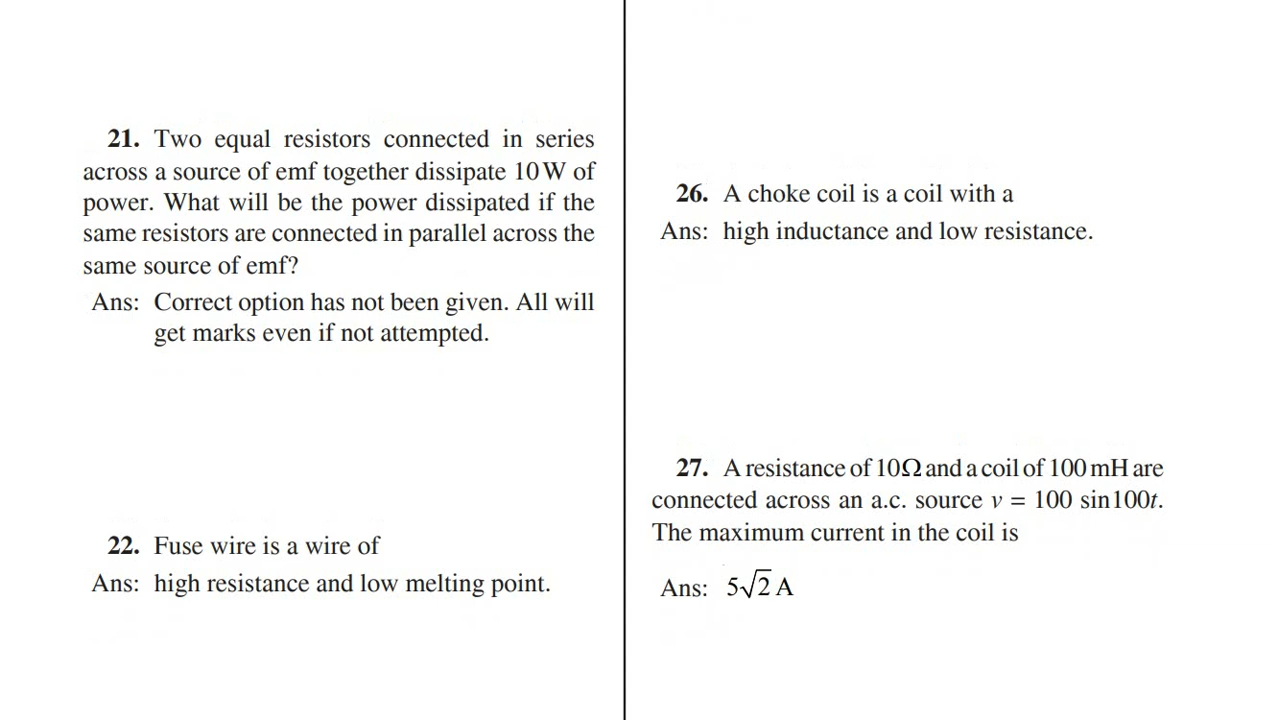 21. Two equal resistors connected in series
across a source of emf together dissipate 10 W of
power. What will be the power dissipated if the
same resistors are connected in parallel across the
same source of emf?
Ans: Correct option has not been given. All will
get marks even if not attempted.
22. Fuse wire is a wire of
Ans: high resistance and low melting point.
26. A choke coil is a coil with a
Ans: high inductance and low resistance.
27. A resistance of 10Ω and a coil of 100 mH are
connected across an a.c. source v = 100 sin100t.
The maximum current in the coil is
Ans: 5√2 A